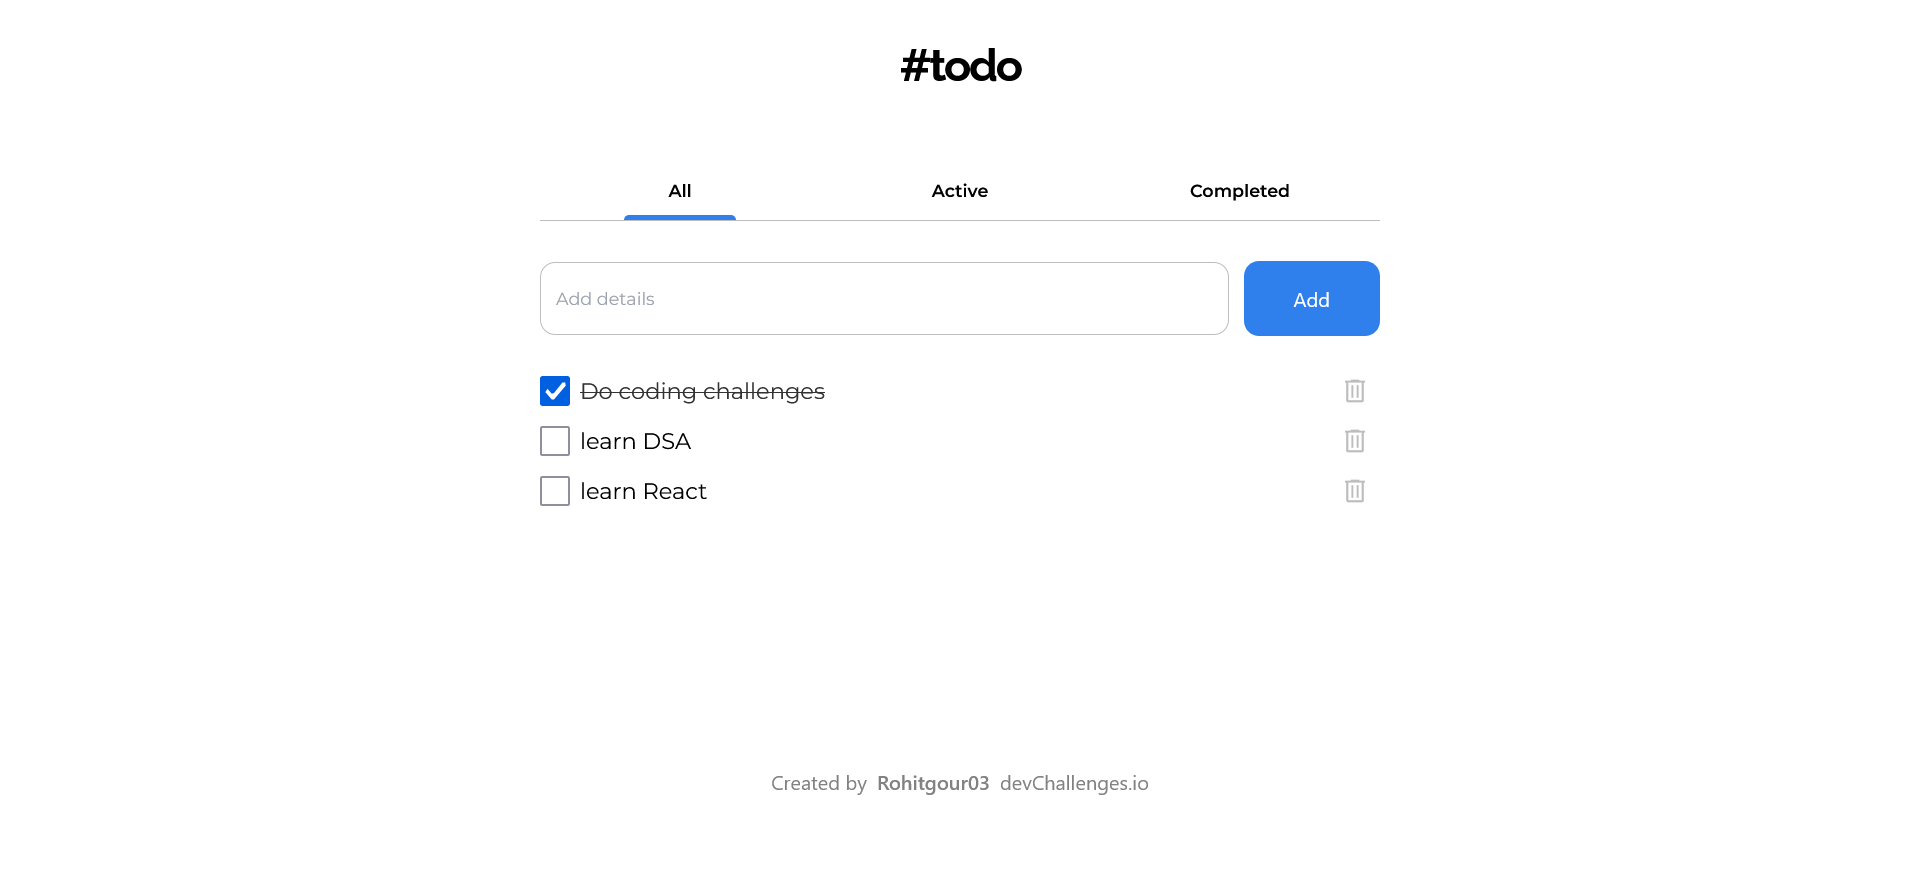 #todo
All Active Completed
Add details Add
Do coding challenges
learn DSA
learn React
Created by Rohitgour03 devChallenges.io